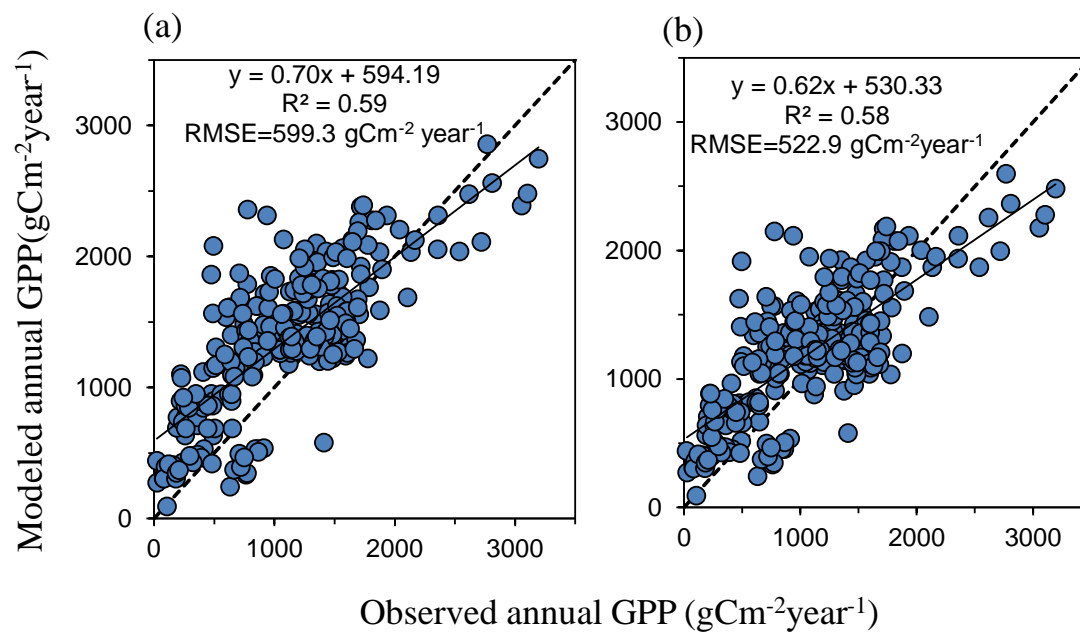 (a)
(b)
Modeled annual GPP(gCm⁻²year⁻¹)
y = 0.70x + 594.19
R² = 0.59
RMSE=599.3 gCm⁻² year⁻¹
3000
2000
1000
0
0
1000
2000
3000
y = 0.62x + 530.33
R² = 0.58
RMSE=522.9 gCm⁻²year⁻¹
3000
2000
1000
0
0
1000
2000
3000
Observed annual GPP (gCm⁻²year⁻¹)